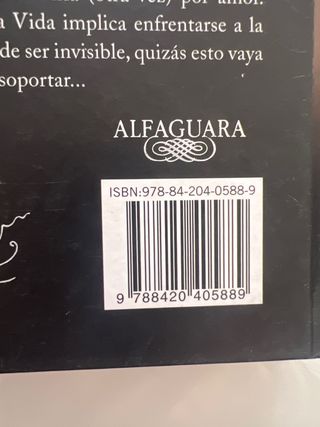 (otra vez) por amor.
a Vida implica enfrentarse a la
de ser invisible, quizás esto vaya
soportar...
ALFAGUARA
ISBN:978-84-204-0588-9
9 788420 405889